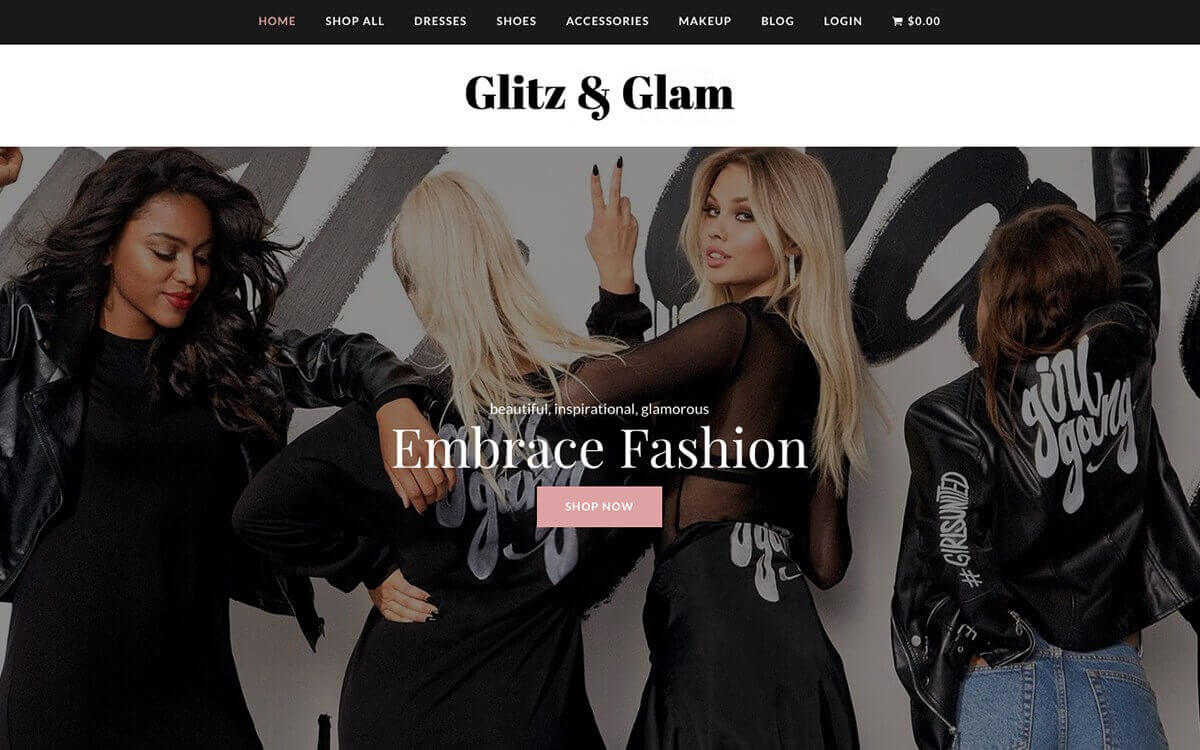 HOME SHOP ALL DRESSES SHOES ACCESSORIES MAKEUP BLOG LOGIN $0.00
Glitz & Glam
beautiful, inspirational, glamorous
Embrace Fashion
SHOP NOW
girl
gang
#GIRLSUNITED